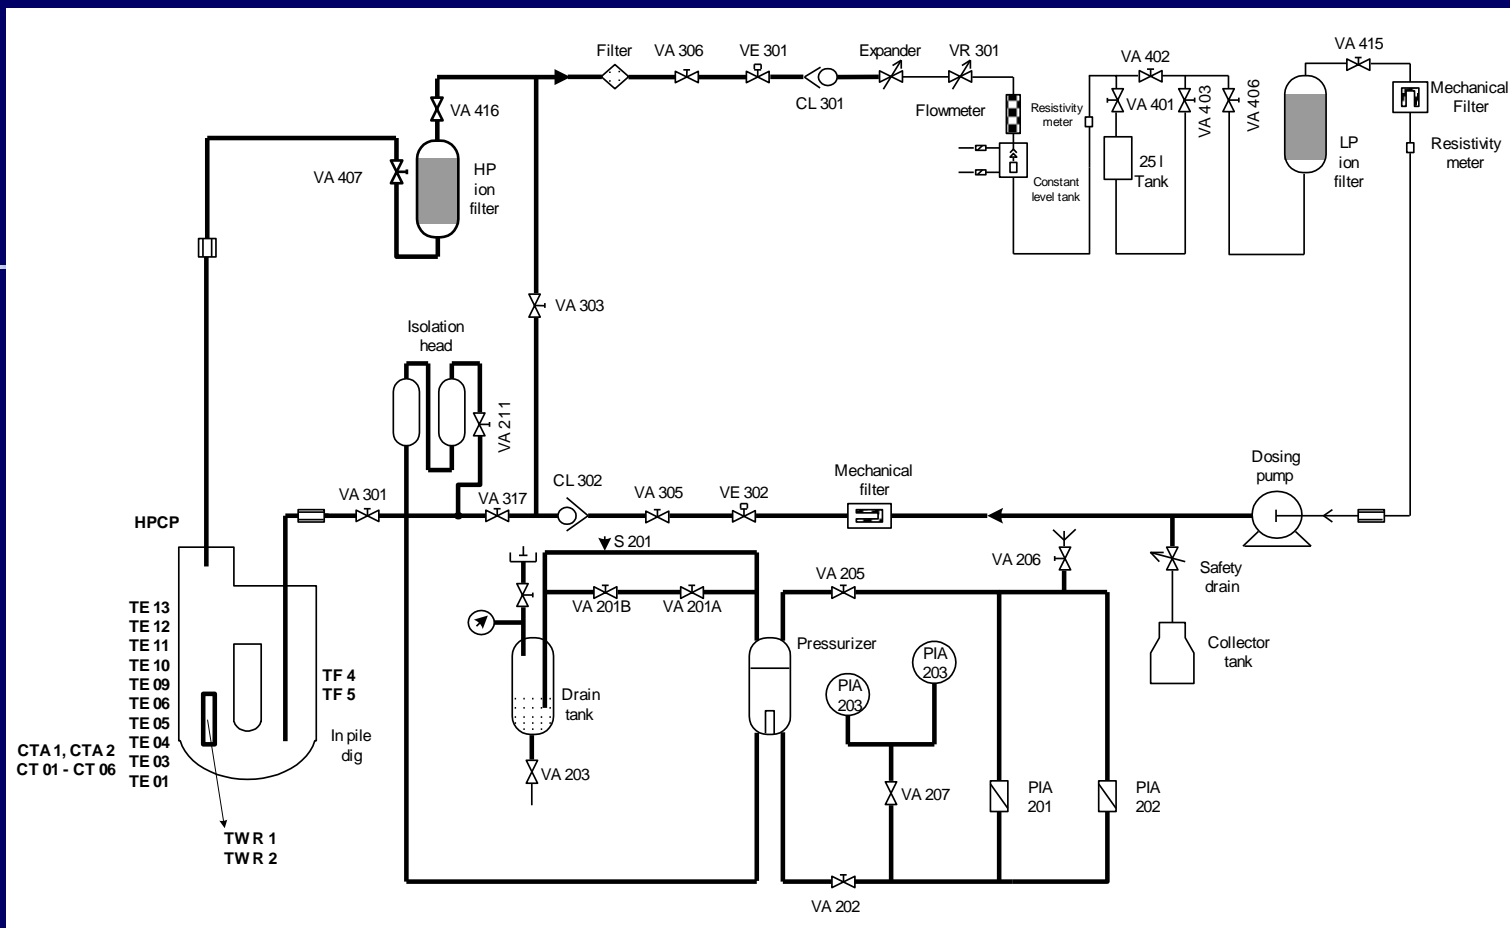 Filter
VA 306
VE 301
Expander
VR 301
VA 402
VA 415
CL 301
VA 416
Flowmeter
Resistivity
meter
VA 401
VA 403
VA 406
Mechanical
Filter
VA 407
HP
ion
filter
Constant
level tank
25 l
Tank
LP
ion
filter
Resistivity
meter
VA 303
Isolation
head
VA 211
VA 301
VA 317
CL 302
VA 305
VE 302
Mechanical
filter
Dosing
pump
HPCP
S 201
VA 206
VA 205
Safety
drain
VA 201B
VA 201A
TE 13
TE 12
TE 11
TE 10
TE 09
TE 06
TE 05
TE 04
TE 03
TE 01
TF 4
TF 5
In pile
dig
CTA 1, CTA 2
CT 01 - CT 06
Pressurizer
PIA
203
PIA
203
Collector
tank
Drain
tank
VA 203
VA 207
PIA
201
PIA
202
TWR 1
TWR 2
VA 202